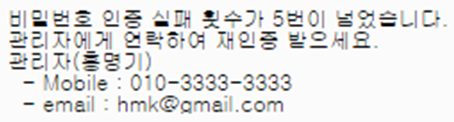 비밀번호 인증 실패 횟수가 5번이 넘었습니다.
관리자에게 연락하여 재인증 받으세요.
관리자(홍명기)
- Mobile : 010-3333-3333
- email : hmk@gmail.com